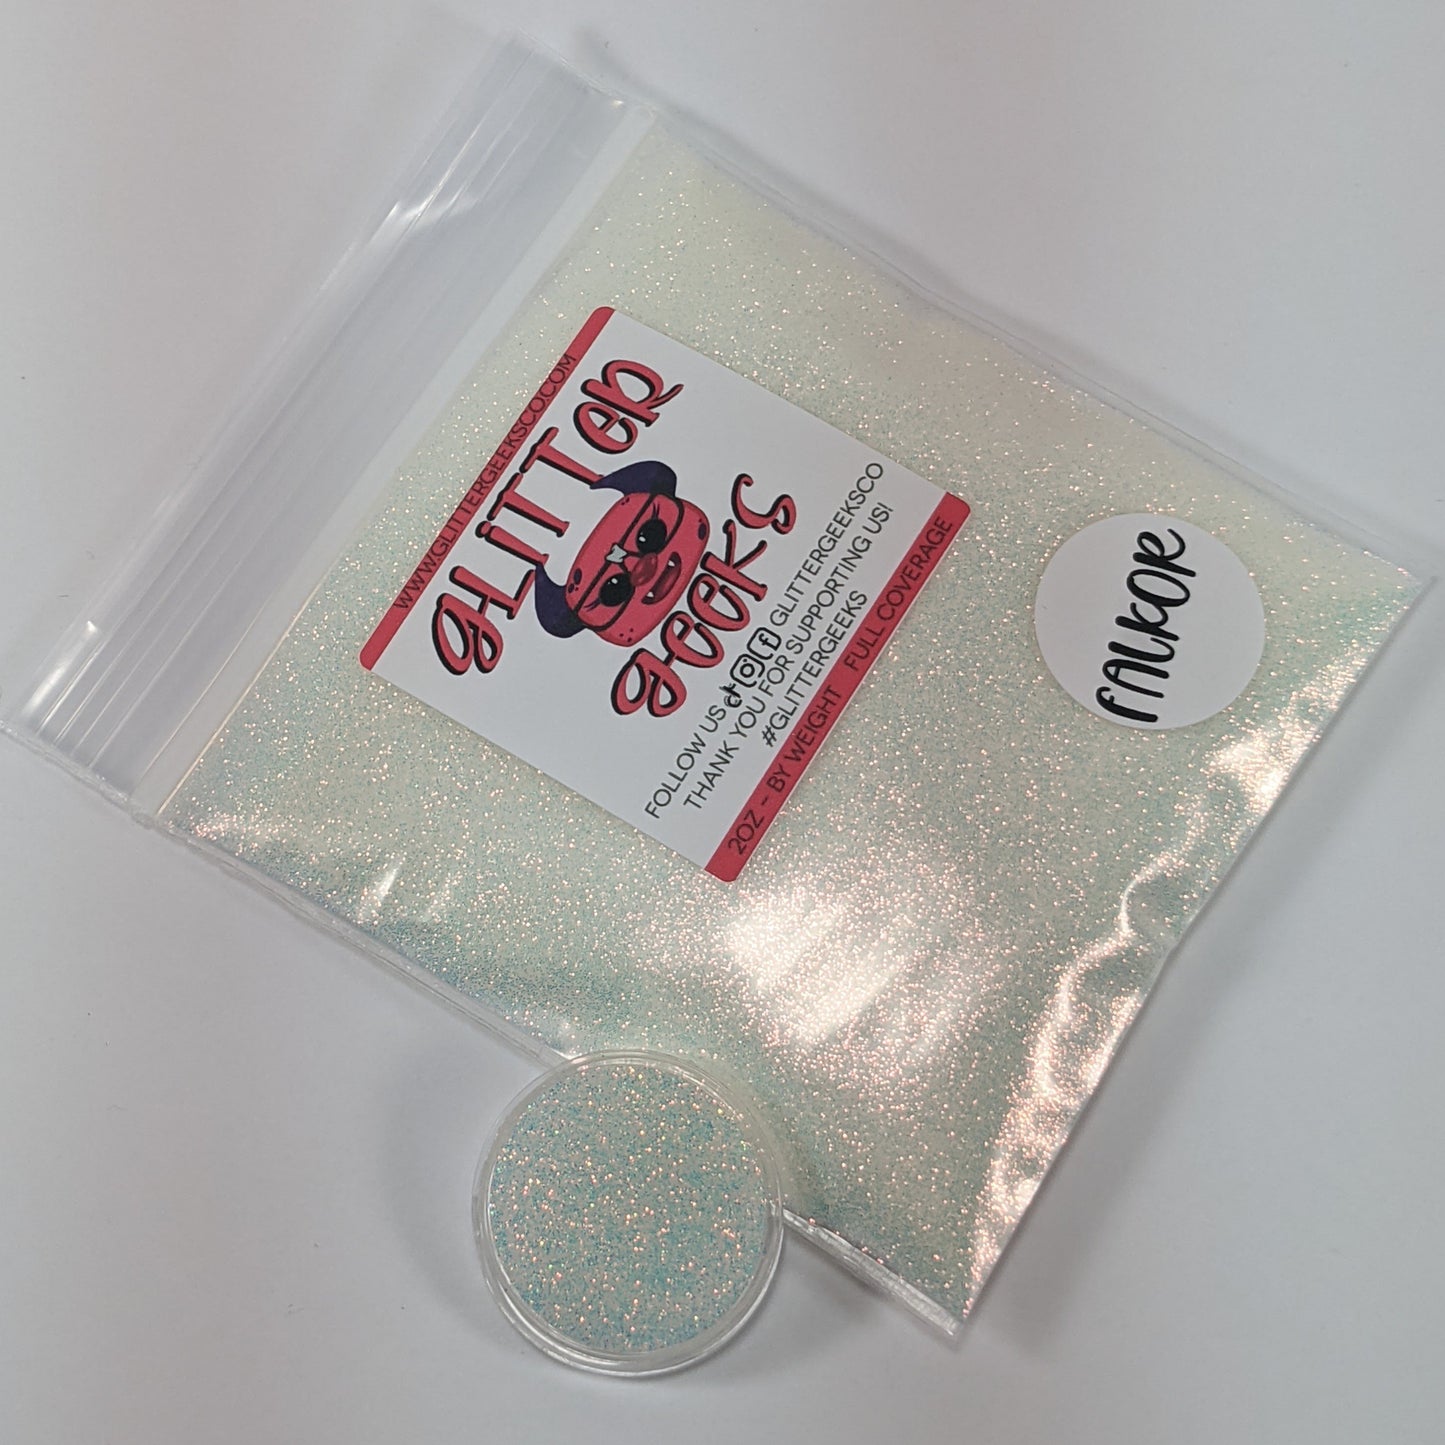 WWW.GLITTERGEEKSCO.COM
GLITTER
GEEKS
FOLLOW US GLITTERGEEKSCO
THANK YOU FOR SUPPORTING US!
#GLITTERGEEKS
2OZ - BY WEIGHT FULL COVERAGE
FALKOR